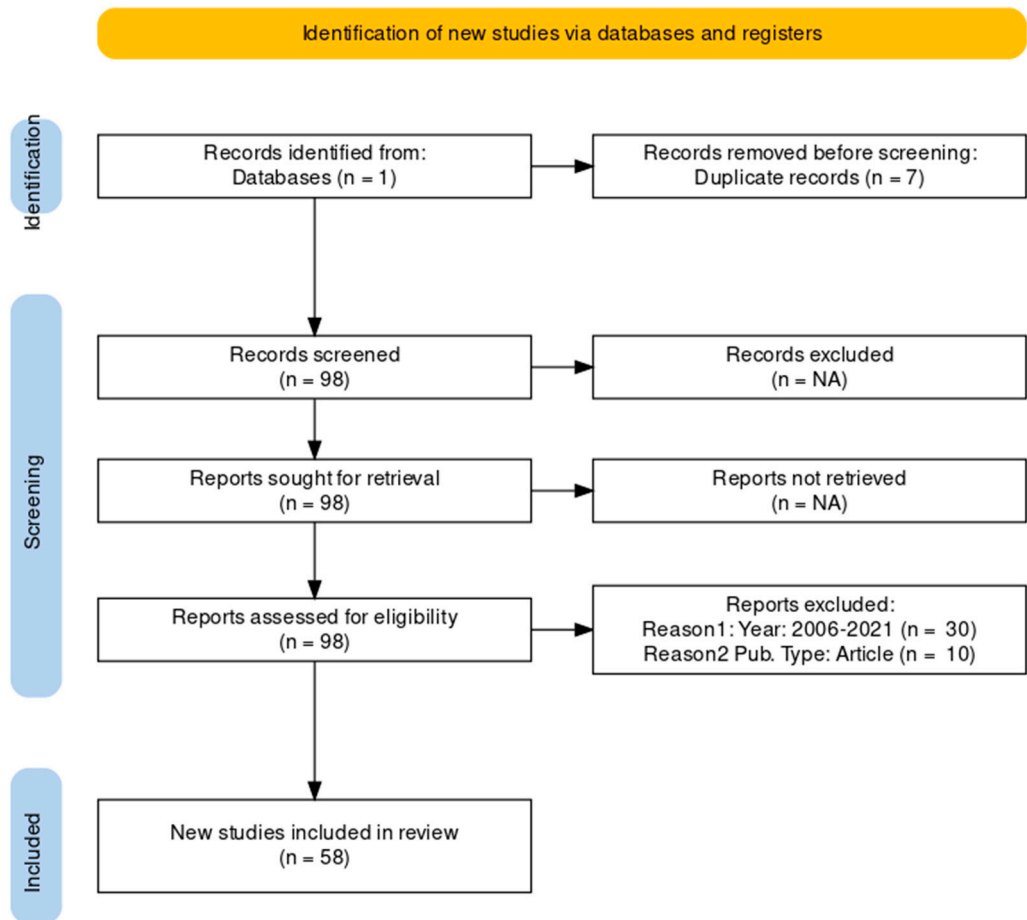 Identification of new studies via databases and registers
Identification
Records identified from:
Databases (n = 1)
Records removed before screening:
Duplicate records (n = 7)
Screening
Records screened
(n = 98)
Records excluded
(n = NA)
Reports sought for retrieval
(n = 98)
Reports not retrieved
(n = NA)
Reports assessed for eligibility
(n = 98)
Reports excluded:
Reason1: Year: 2006-2021 (n = 30)
Reason2 Pub. Type: Article (n = 10)
Included
New studies included in review
(n = 58)